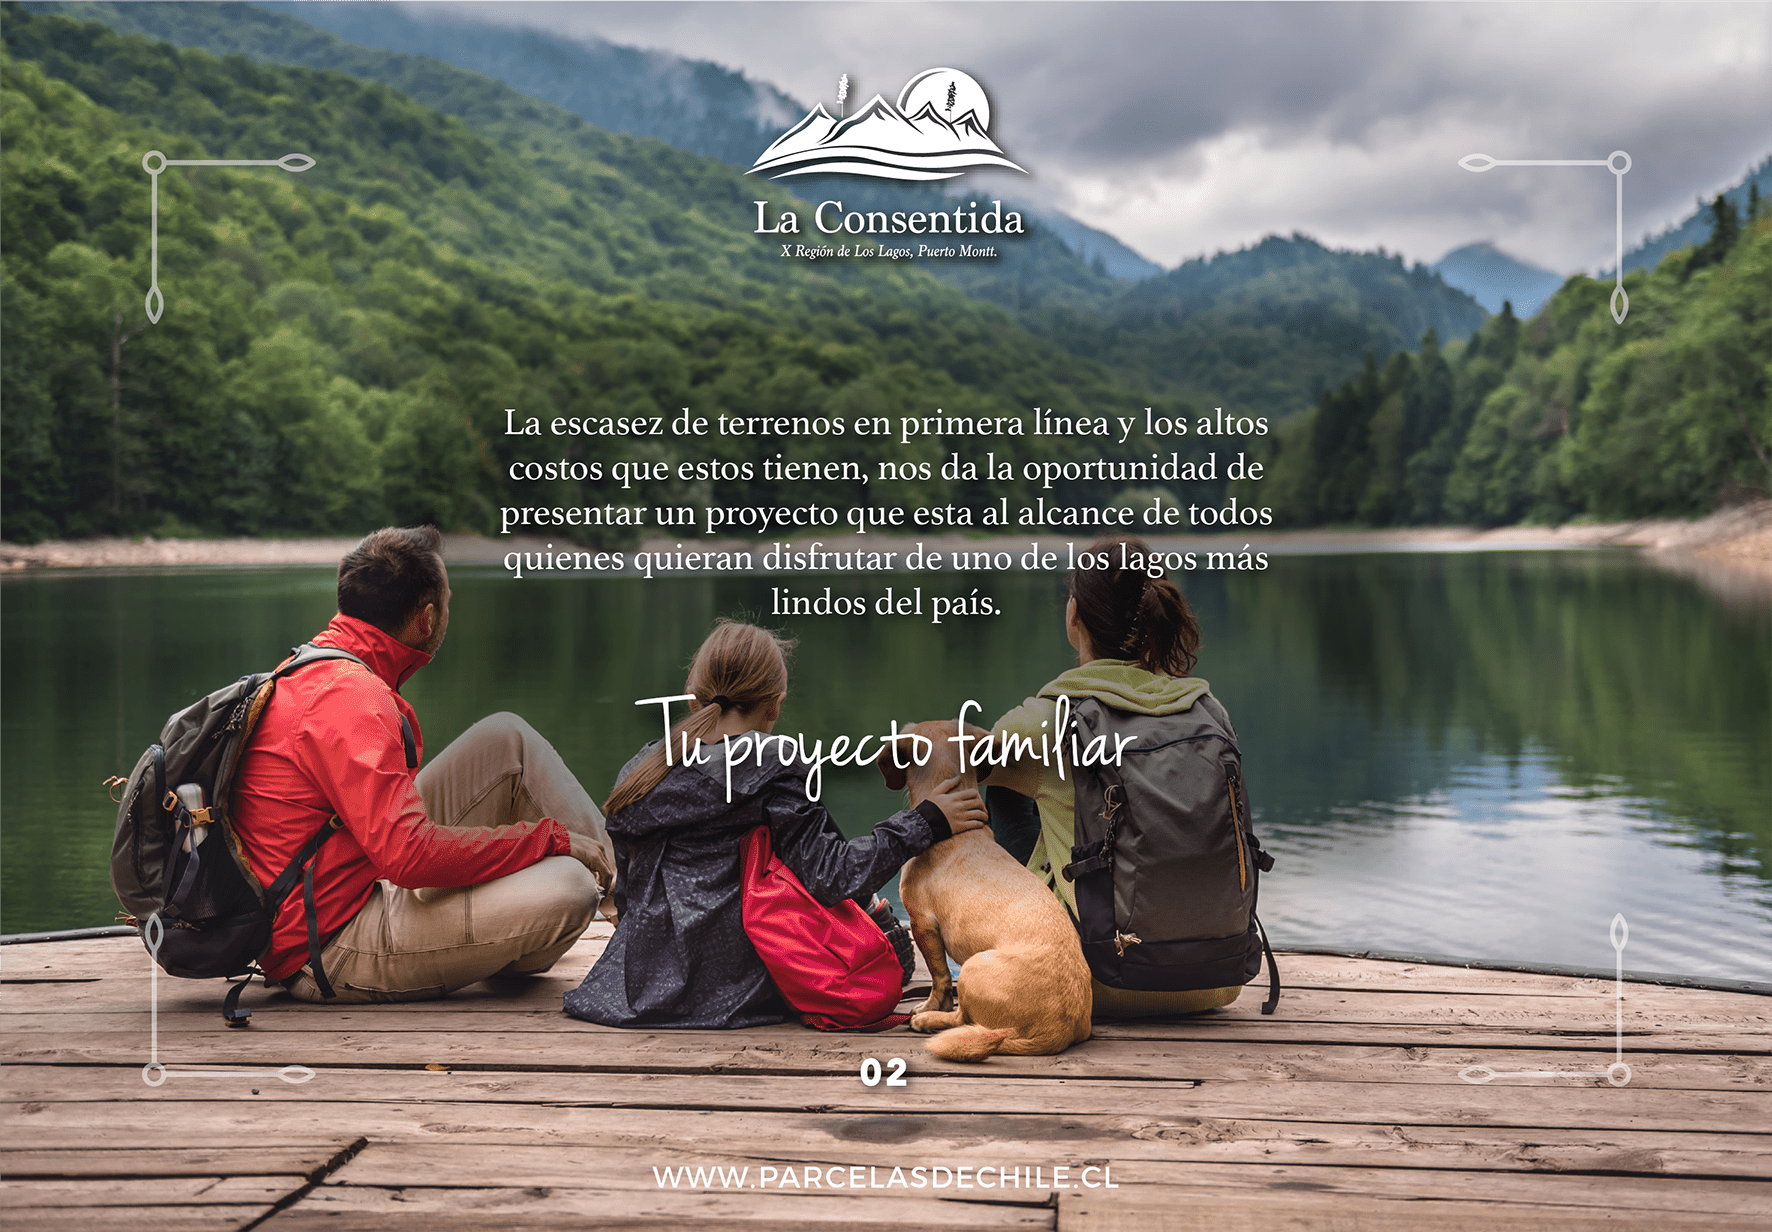 La Consentida
X Región de Los Lagos, Puerto Montt.
La escasez de terrenos en primera línea y los altos
costos que estos tienen, nos da la oportunidad de
presentar un proyecto que esta al alcance de todos
quienes quieran disfrutar de uno de los lagos más
lindos del país.
Tu proyecto familiar
02
WWW.PARCELASDECHILE.CL